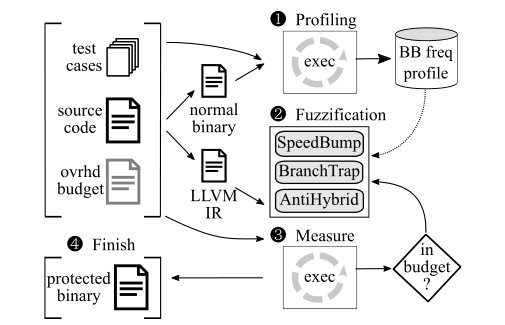 test
cases
source
code
ovrhd
budget
normal
binary
LLVM
IR
❶ Profiling
exec
BB freq
profile
❷ Fuzzification
SpeedBump
BranchTrap
AntiHybrid
❸ Measure
exec
in
budget
?
❹ Finish
protected
binary